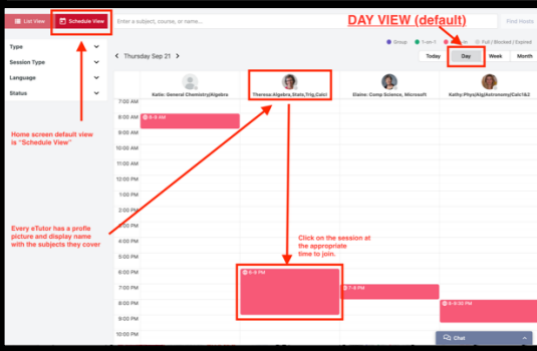 List View
Schedule View
Enter a subject, course, or name...
DAY VIEW (default)
Find Hosts
Type
Session Type
Language
Status
Group
1-on-1
Full / Blocked / Expired
Thursday Sep 21
Today
Day
Week
Month
Katie: General Chemistry/Algebra
Theresa:Algebra,Stats,Trig,Calc1
Elaine: Comp Science, Microsoft
Kathy:Phys/Alg/Astronomy/Calc1&2
7:00 AM
8:00 AM
8-9 AM
9:00 AM
10:00 AM
11:00 AM
12:00 PM
1:00 PM
2:00 PM
3:00 PM
4:00 PM
5:00 PM
6:00 PM
6-9 PM
7:00 PM
7-8 PM
8:00 PM
8-9:30 PM
9:00 PM
10:00 PM
Home screen default view
is "Schedule View"
Every eTutor has a profile
picture and display name
with the subjects they cover
Click on the session at
the appropriate
time to join.
Chat